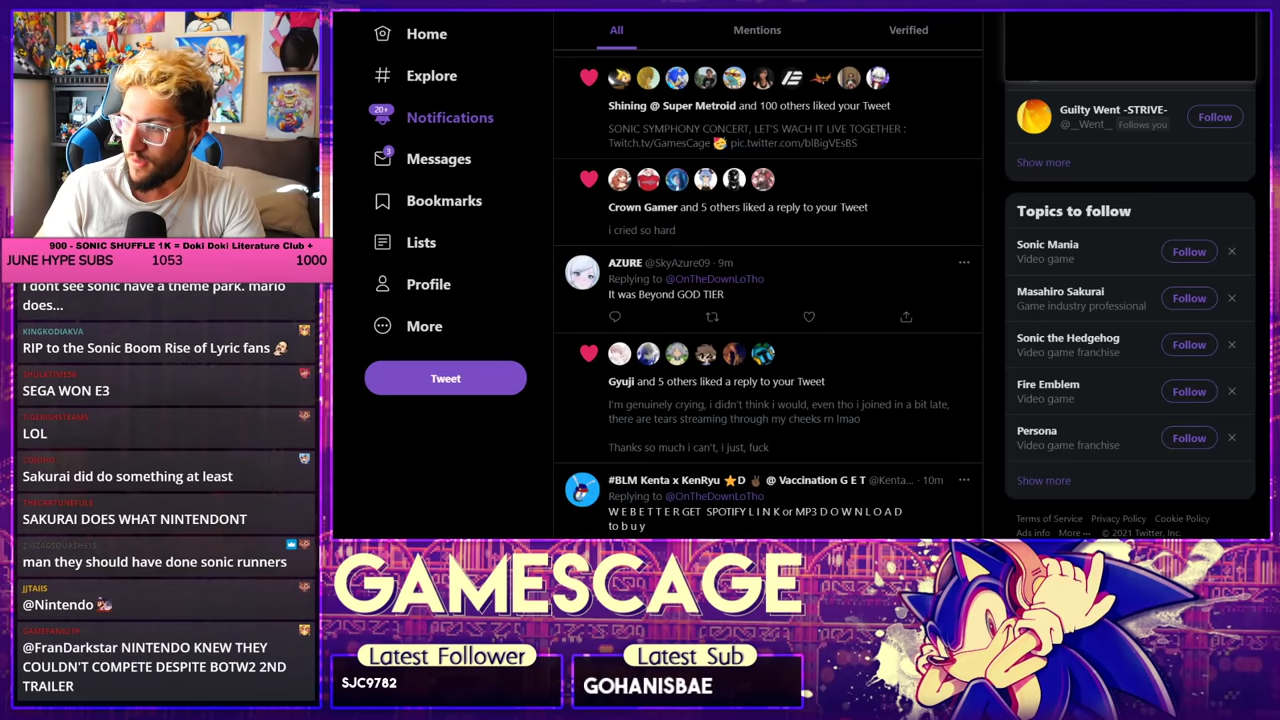 900 - SONIC SHUFFLE 1K = Doki Doki Literature Club +
JUNE HYPE SUBS 1053 1000
I dont see sonic have a theme park. mario
does...
KINGKODIAKVA
RIP to the Sonic Boom Rise of Lyric fans
SHULKTIME56
SEGA WON E3
LOL
Sakurai did do something at least
THECARTUNEFULE
SAKURAI DOES WHAT NINTENDONT
man they should have done sonic runners
JJTAIIS
@Nintendo
GAMEFAN0239
@FranDarkstar NINTENDO KNEW THEY
COULDN'T COMPETE DESPITE BOTW2 2ND
TRAILER
Home
Explore
20+
Notifications
3
Messages
Bookmarks
Lists
Profile
More
Tweet
All Mentions Verified
Shining @ Super Metroid and 100 others liked your Tweet
SONIC SYMPHONY CONCERT, LET'S WACH IT LIVE TOGETHER :
Twitch.tv/GamesCage pic.twitter.com/blBigVEsBS
Crown Gamer and 5 others liked a reply to your Tweet
i cried so hard
AZURE @SkyAzure09 · 9m
Replying to @OnTheDownLoTho
It was Beyond GOD TIER
Gyuji and 5 others liked a reply to your Tweet
I'm genuinely crying, i didn't think i would, even tho i joined in a bit late,
there are tears streaming through my cheeks rn lmao
Thanks so much i can't, i just, fuck
#BLM Kenta x KenRyu ⭐D ✌🏿 @ Vaccination G E T @Kenta... · 10m
Replying to @OnTheDownLoTho
W E B E T T E R GET SPOTIFY L I N K or MP3 D O W N L O A D
to b u y
Guilty Went -STRIVE-
@__Went__ Follows you
Follow
Show more
Topics to follow
Sonic Mania
Video game
Follow
Masahiro Sakurai
Game industry professional
Follow
Sonic the Hedgehog
Video game franchise
Follow
Fire Emblem
Video game
Follow
Persona
Video game franchise
Follow
Show more
Terms of Service Privacy Policy Cookie Policy
Ads info More ··· © 2021 Twitter, Inc.
GAMESCAGE
Latest Follower
SJC9782
Latest Sub
GOHANISBAE